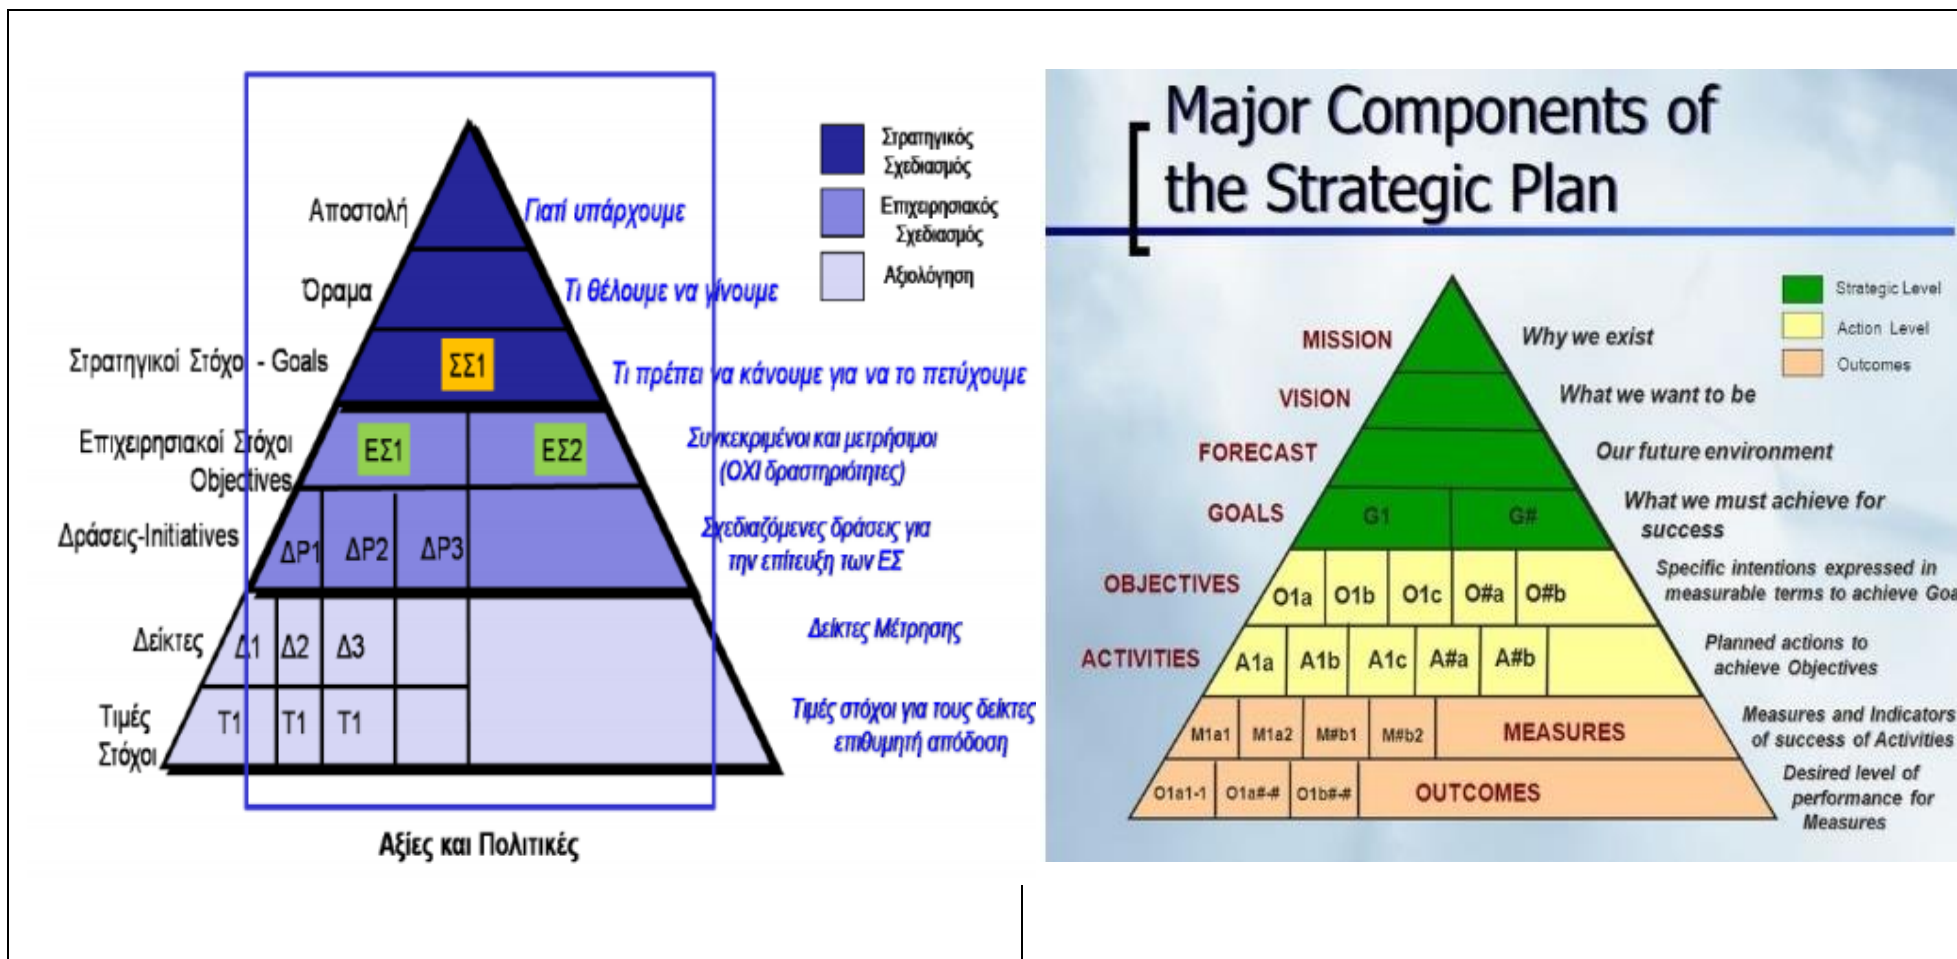 Στρατηγικός
Σχεδιασμός
Επιχειρησιακός
Σχεδιασμός
Αξιολόγηση
Αποστολή
Γιατί υπάρχουμε
Όραμα
Τι θέλουμε να γίνουμε
Στρατηγικοί Στόχο - Goals
ΣΣ1
Τι πρέπει να κάνουμε για να το πετύχουμε
Επιχειρησιακοί Στόχοι
Objectives
ΕΣ1
ΕΣ2
Συγκεκριμένοι και μετρήσιμοι
(ΟΧΙ δραστηριότητες)
Δράσεις-Initiatives
ΔΡ1
ΔΡ2
ΔΡ3
Σχεδιαζόμενες δράσεις για
την επίτευξη των ΕΣ
Δείκτες
Δ1
Δ2
Δ3
Δείκτες Μέτρησης
Τιμές
Στόχοι
Τ1
Τ1
Τ1
Τιμές στόχοι για τους δείκτες
επιθυμητή απόδοση
Αξίες και Πολιτικές
Major Components of
the Strategic Plan
Strategic Level
Action Level
Outcomes
MISSION
Why we exist
VISION
What we want to be
FORECAST
Our future environment
GOALS
G1
G#
What we must achieve for
success
OBJECTIVES
O1a
O1b
O1c
O#a
O#b
Specific intentions expressed in
measurable terms to achieve Goa
ACTIVITIES
A1a
A1b
A1c
A#a
A#b
Planned actions to
achieve Objectives
M1a1
M1a2
M#b1
M#b2
MEASURES
Measures and Indicators
of success of Activities
O1a1-1
O1a#-#
O1b#-#
OUTCOMES
Desired level of
performance for
Measures